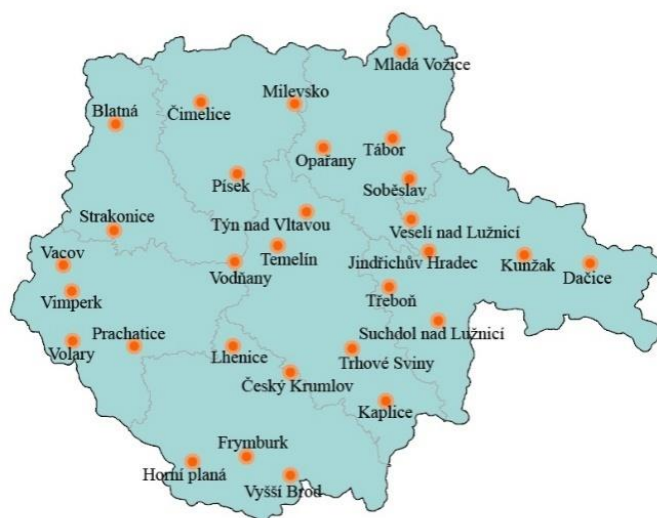 Mladá Vožice
Milevsko
Čimelice
Blatná
Tábor
Opařany
Písek
Soběslav
Strakonice
Týn nad Vltavou
Veselí nad Lužnicí
Vacov
Temelín
Vodňany
Jindřichův Hradec
Kunžak
Dačice
Vimperk
Třeboň
Prachatice
Suchdol nad Lužnicí
Volary
Lhenice
Trhové Sviny
Český Krumlov
Kaplice
Frymburk
Horní planá
Vyšší Brod